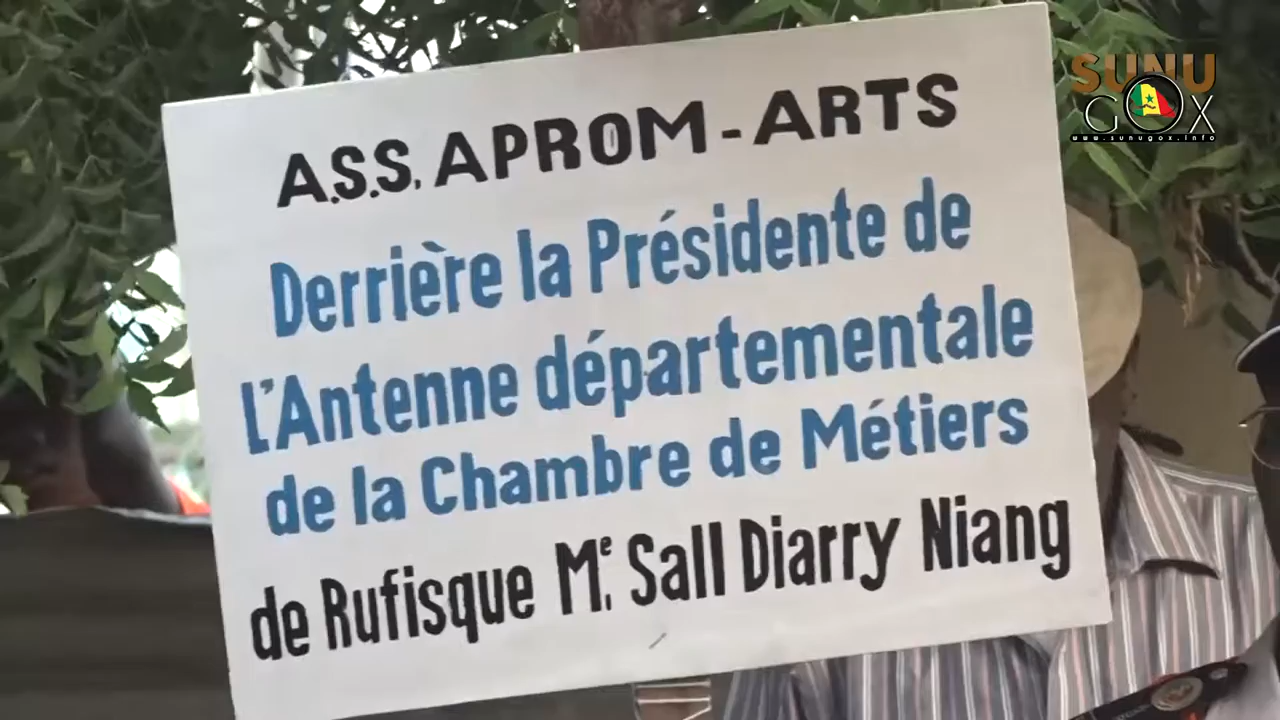 A.S.S. APROM - ARTS
Derrière la Présidente de
L'Antenne départementale
de la Chambre de Métiers
de Rufisque Me. Sall Diarry Niang
SUNU
GOX
www.sunugox.info